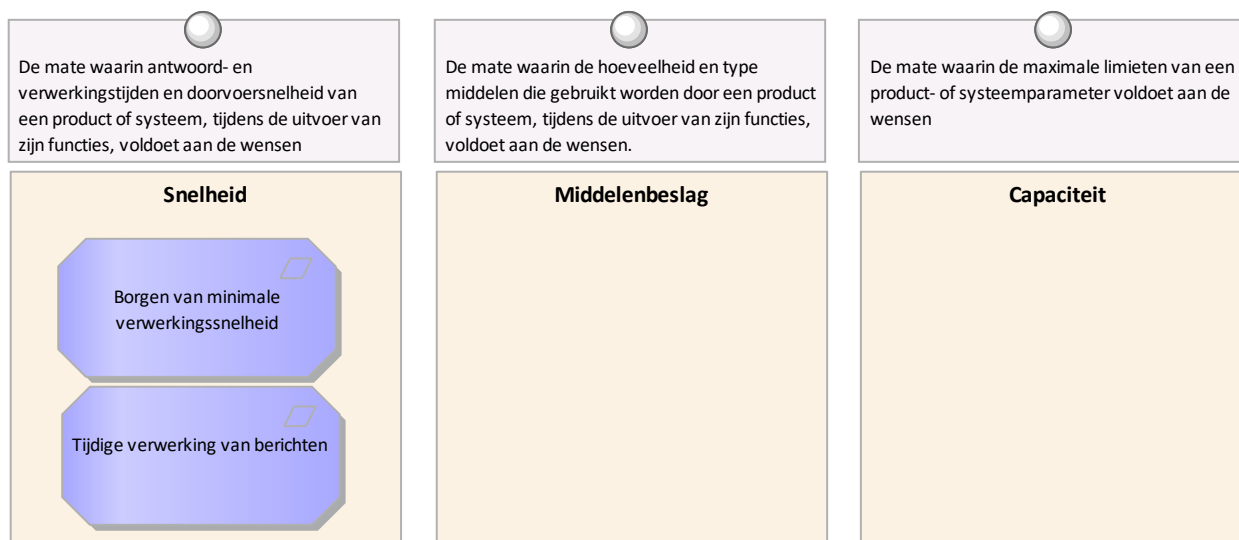 De mate waarin antwoord- en
verwerkingstijden en doorvoersnelheid van
een product of systeem, tijdens de uitvoer van
zijn functies, voldoet aan de wensen
De mate waarin de hoeveelheid en type
middelen die gebruikt worden door een product
of systeem, tijdens de uitvoer van zijn functies,
voldoet aan de wensen.
De mate waarin de maximale limieten van een
product- of systeemparameter voldoet aan de
wensen
Snelheid
Borgen van minimale
verwerkingssnelheid
Tijdige verwerking van berichten
Middelenbeslag
Capaciteit